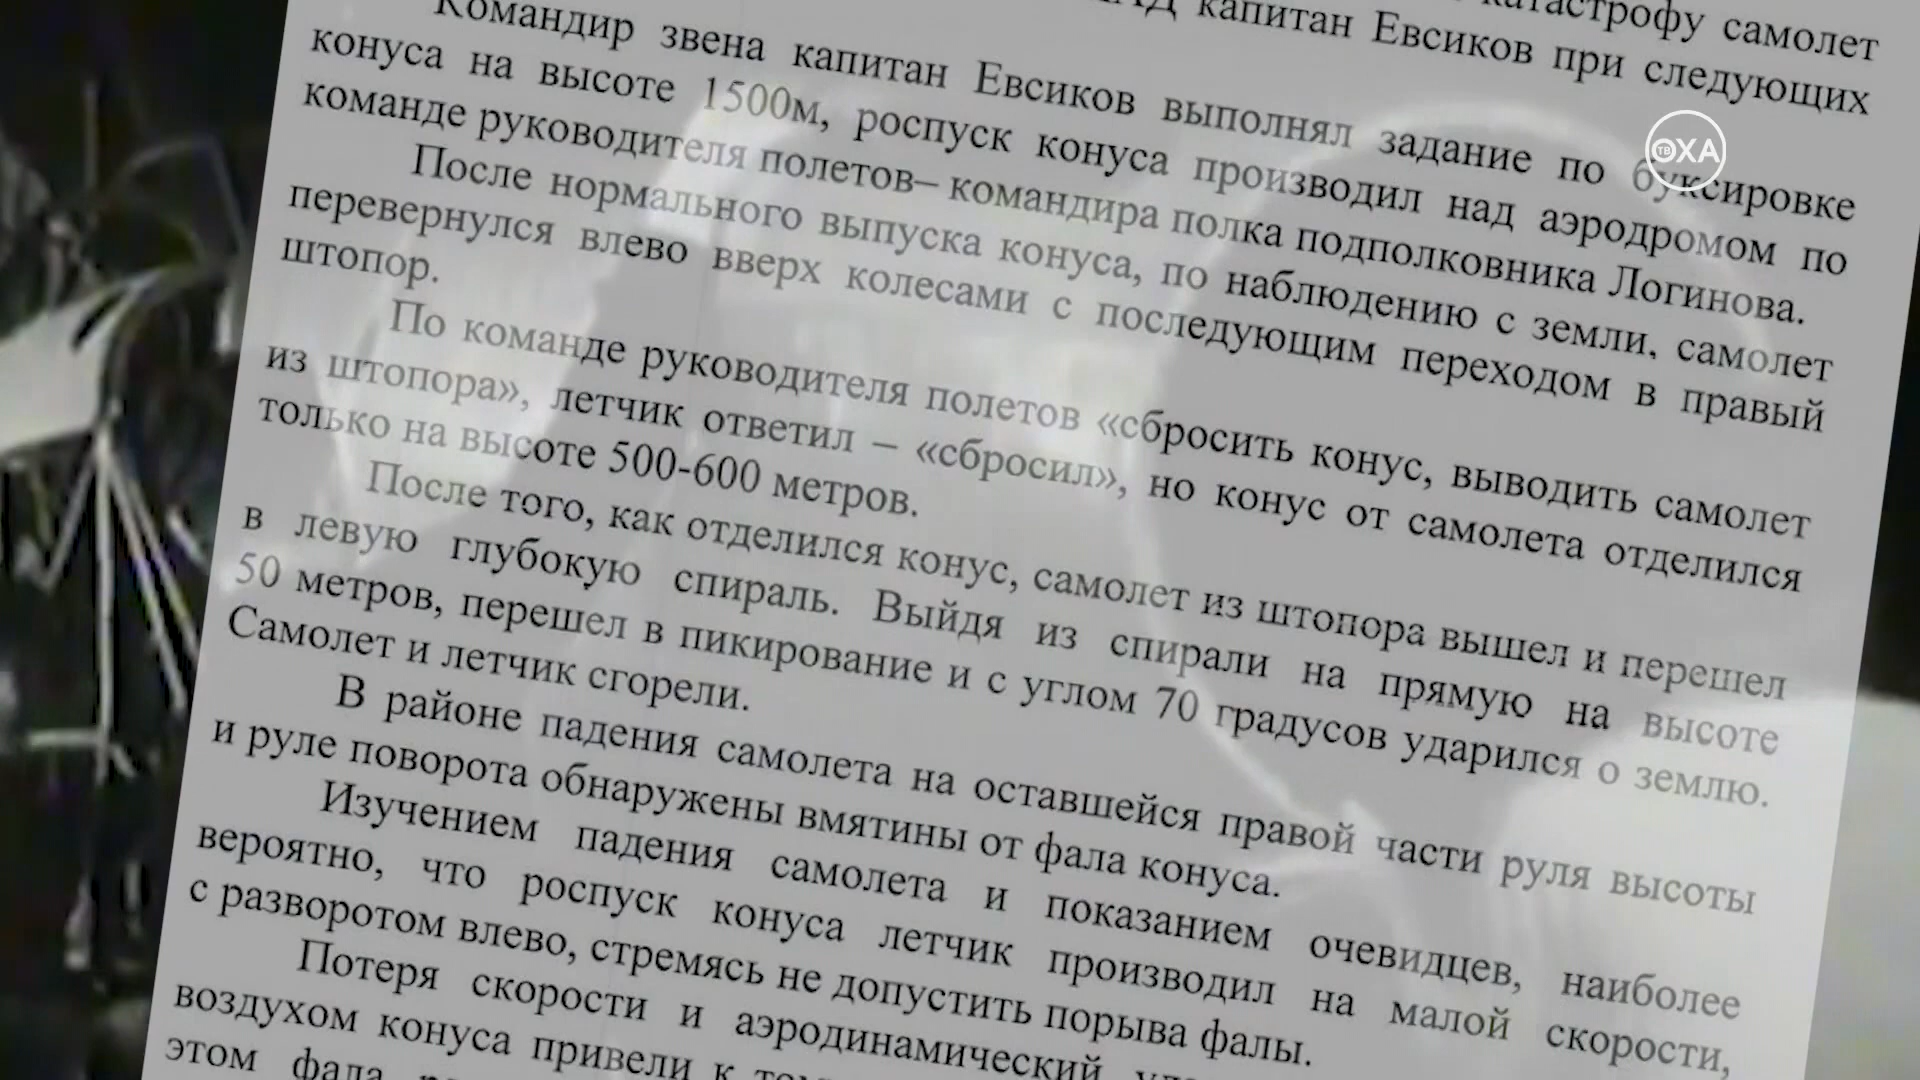 катастрофу самолет
капитан Евсиков при следующих
Командир звена капитан Евсиков выполнял задание по буксировке
конуса на высоте 1500м, роспуск конуса производил над аэродромом по
команде руководителя полетов– командира полка подполковника Логинова.
После нормального выпуска конуса, по наблюдению с земли, самолет
перевернулся влево вверх колесами с последующим переходом в правый
штопор.
По команде руководителя полетов «сбросить конус, выводить самолет
из штопора», летчик ответил – «сбросил», но конус от самолета отделился
только на высоте 500-600 метров.
После того, как отделился конус, самолет из штопора вышел и перешел
в левую глубокую спираль. Выйдя из спирали на прямую на высоте
50 метров, перешел в пикирование и с углом 70 градусов ударился о землю.
Самолет и летчик сгорели.
В районе падения самолета на оставшейся правой части руля высоты
и руле поворота обнаружены вмятины от фала конуса.
Изучением падения самолета и показанием очевидцев, наиболее
вероятно, что роспуск конуса летчик производил на малой скорости,
с разворотом влево, стремясь не допустить порыва фалы.
Потеря скорости и аэродинамический
воздухом конуса привели к
этом фала
ТВ ОХА